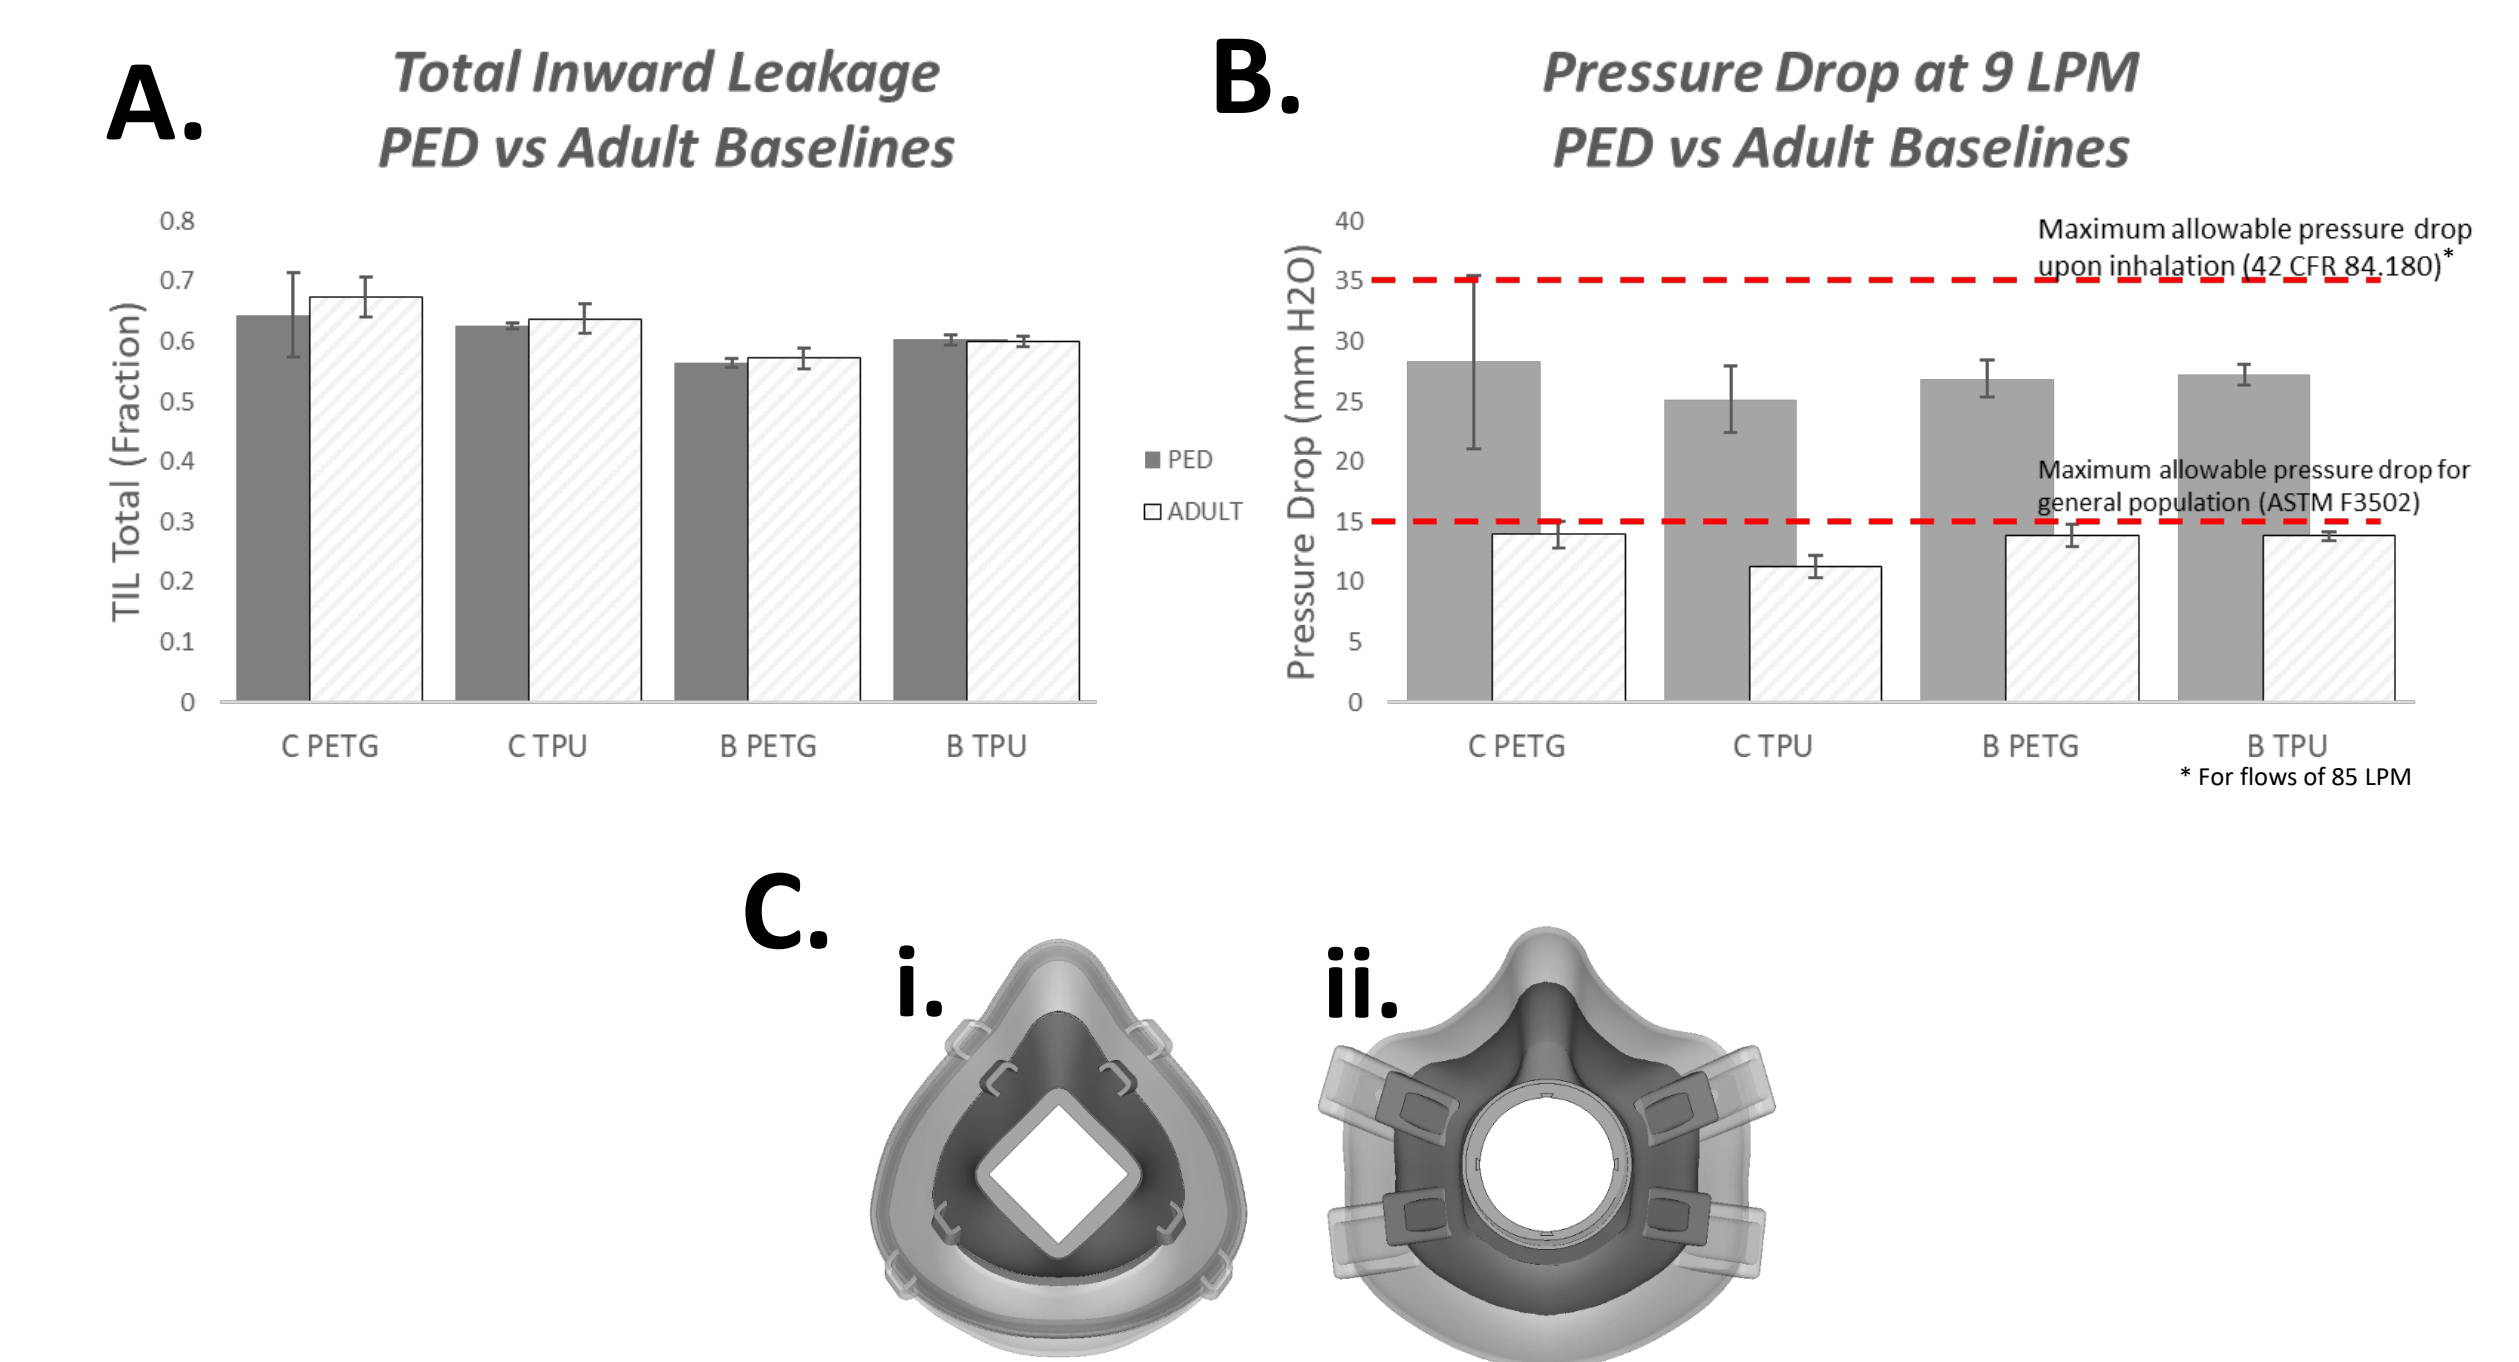 A.
Total Inward Leakage
PED vs Adult Baselines
TIL Total (Fraction)
0.8
0.7
0.6
0.5
0.4
0.3
0.2
0.1
0
C PETG
C TPU
B PETG
B TPU
PED
ADULT
B.
Pressure Drop at 9 LPM
PED vs Adult Baselines
Pressure Drop (mm H2O)
40
35
30
25
20
15
10
5
0
Maximum allowable pressure drop
upon inhalation (42 CFR 84.180)*
Maximum allowable pressure drop for
general population (ASTM F3502)
C PETG
C TPU
B PETG
B TPU
* For flows of 85 LPM
C.
i.
ii.